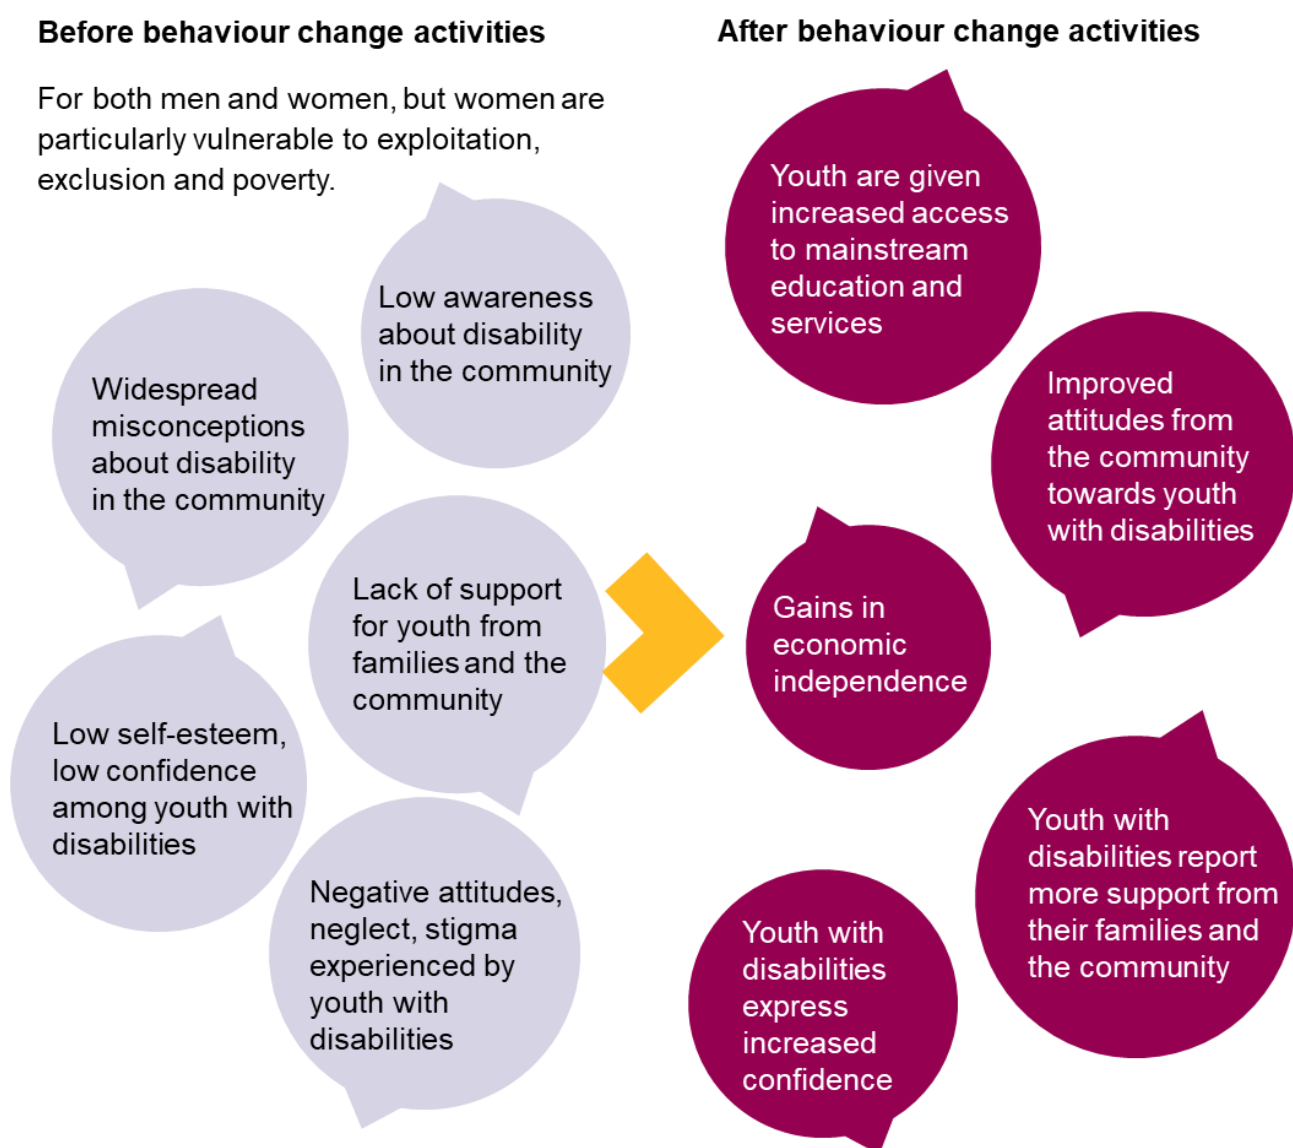 Before behaviour change activities
For both men and women, but women are
particularly vulnerable to exploitation,
exclusion and poverty.
Low awareness
about disability
in the community
Widespread
misconceptions
about disability
in the community
Lack of support
for youth from
families and the
community
Low self-esteem,
low confidence
among youth with
disabilities
Negative attitudes,
neglect, stigma
experienced by
youth with
disabilities
After behaviour change activities
Youth are given
increased access
to mainstream
education and
services
Improved
attitudes from
the community
towards youth
with disabilities
Gains in
economic
independence
Youth with
disabilities report
more support from
their families and
the community
Youth with
disabilities
express
increased
confidence